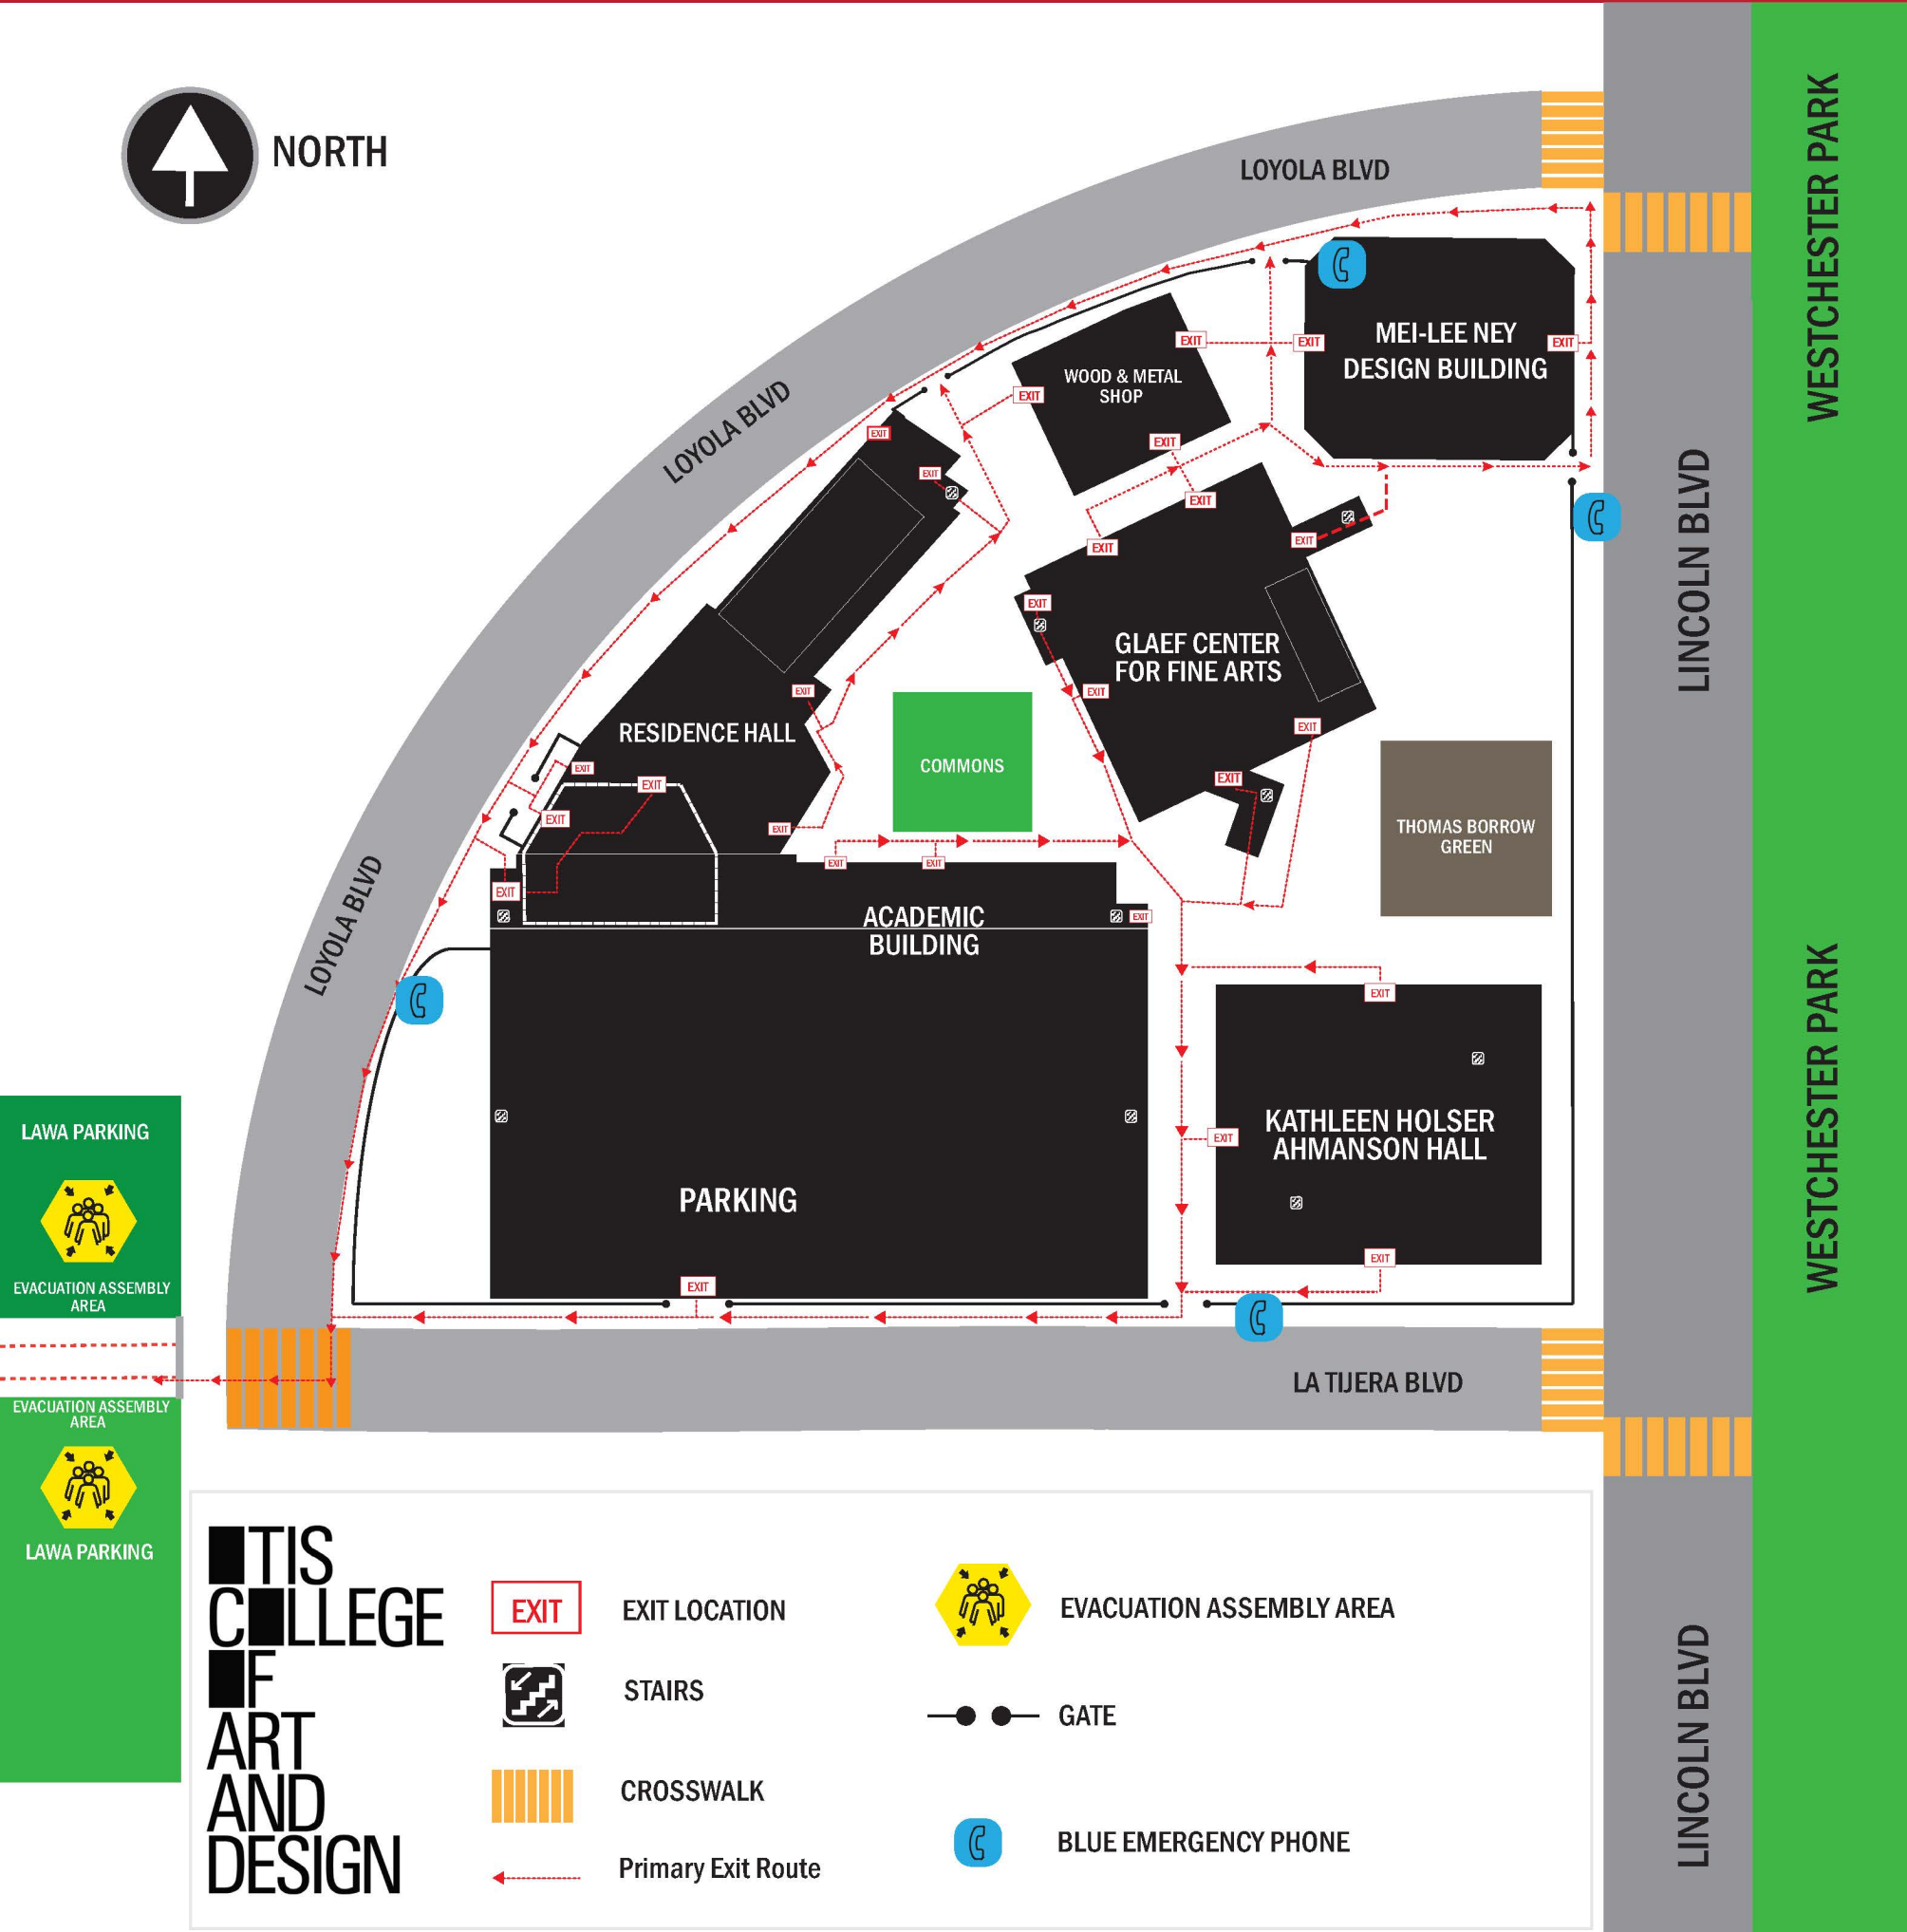 NORTH
LOYOLA BLVD
WESTCHESTER PARK
MEI-LEE NEY
DESIGN BUILDING
EXIT
EXIT
EXIT
WOOD & METAL
SHOP
EXIT
EXIT
LOYOLA BLVD
EXIT
EXIT
EXIT
EXIT
EXIT
LINCOLN BLVD
EXIT
GLAEF CENTER
FOR FINE ARTS
EXIT
EXIT
EXIT
EXIT
RESIDENCE HALL
EXIT
EXIT
EXIT
EXIT
COMMONS
THOMAS BORROW
GREEN
LOYOLA BLVD
EXIT
EXIT
EXIT
EXIT
ACADEMIC
BUILDING
EXIT
EXIT
KATHLEEN HOLSER
AHMANSON HALL
EXIT
EXIT
WESTCHESTER PARK
PARKING
EXIT
LAWA PARKING
EVACUATION ASSEMBLY
AREA
EVACUATION ASSEMBLY
AREA
LAWA PARKING
LA TIJERA BLVD
LINCOLN BLVD
■TIS
C■LLEGE
■F
ART
AND
DESIGN
EXIT
EXIT LOCATION
STAIRS
CROSSWALK
Primary Exit Route
EVACUATION ASSEMBLY AREA
GATE
BLUE EMERGENCY PHONE